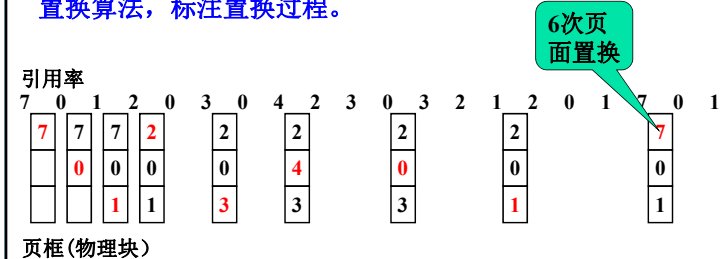 置换算法，标注置换过程。
6次页
面置换
引用率
7 0 1 2 0 3 0 4 2 3 0 3 2 1 2 0 1 7 0 1
7 7 7 2 2 2 2 2 7
0 0 0 0 4 0 0 0
1 1 3 3 3 1 1
页框(物理块）